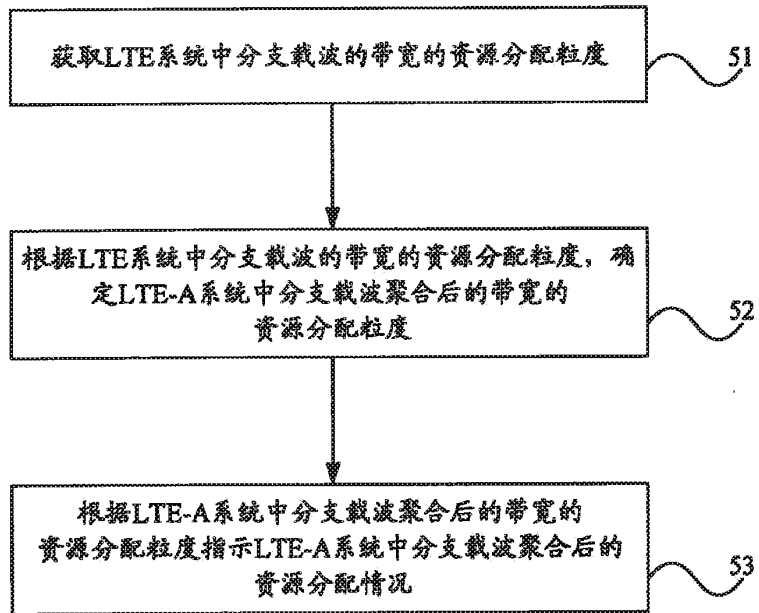 获取LTE系统中分支载波的带宽的资源分配粒度
51
根据LTE系统中分支载波的带宽的资源分配粒度，确
定LTE-A系统中分支载波聚合后的带宽的
资源分配粒度
52
根据LTE-A系统中分支载波聚合后的带宽的
资源分配粒度指示LTE-A系统中分支载波聚合后的
资源分配情况
53